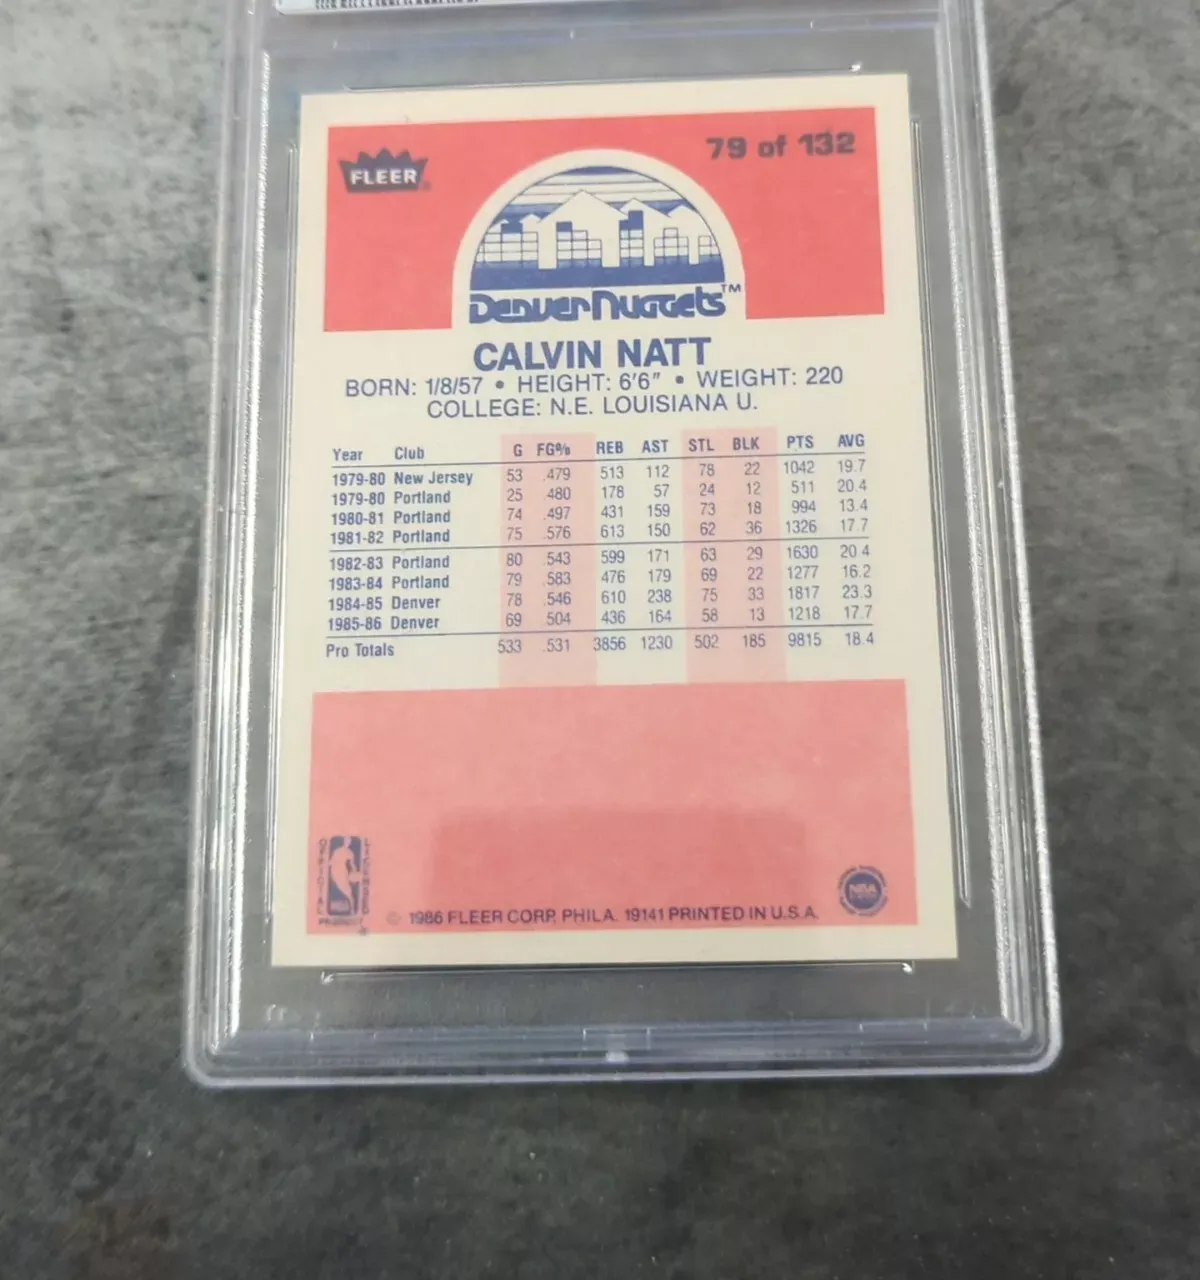 79 of 132
FLEER
Denver Nuggets™
CALVIN NATT
BORN: 1/8/57 • HEIGHT: 6'6" • WEIGHT: 220
COLLEGE: N.E. LOUISIANA U.
Year Club G FG% REB AST STL BLK PTS AVG
1979-80 New Jersey 53 .479 513 112 78 22 1042 19.7
1979-80 Portland 25 .480 178 57 24 12 511 20.4
1980-81 Portland 74 .497 431 159 73 18 994 13.4
1981-82 Portland 75 .576 613 150 62 36 1326 17.7
1982-83 Portland 80 .543 599 171 63 29 1630 20.4
1983-84 Portland 79 .583 476 179 69 22 1277 16.2
1984-85 Denver 78 .546 610 238 75 33 1817 23.3
1985-86 Denver 69 .504 436 164 58 13 1218 17.7
Pro Totals 533 .531 3856 1230 502 185 9815 18.4
OFFICIAL
LICENSED
PRODUCT
NBA
© 1986 FLEER CORP. PHILA. 19141 PRINTED IN U.S.A.